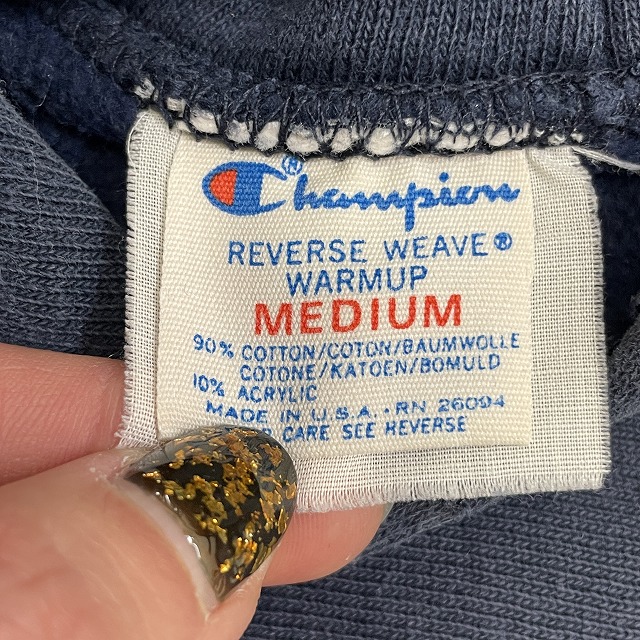 Champion®
REVERSE WEAVE®
WARMUP
MEDIUM
90% COTTON/COTON/BAUMWOLLE
COTONE/KATOEN/BOMULD
10% ACRYLIC
MADE IN U.S.A. · RN 26094
CARE SEE REVERSE